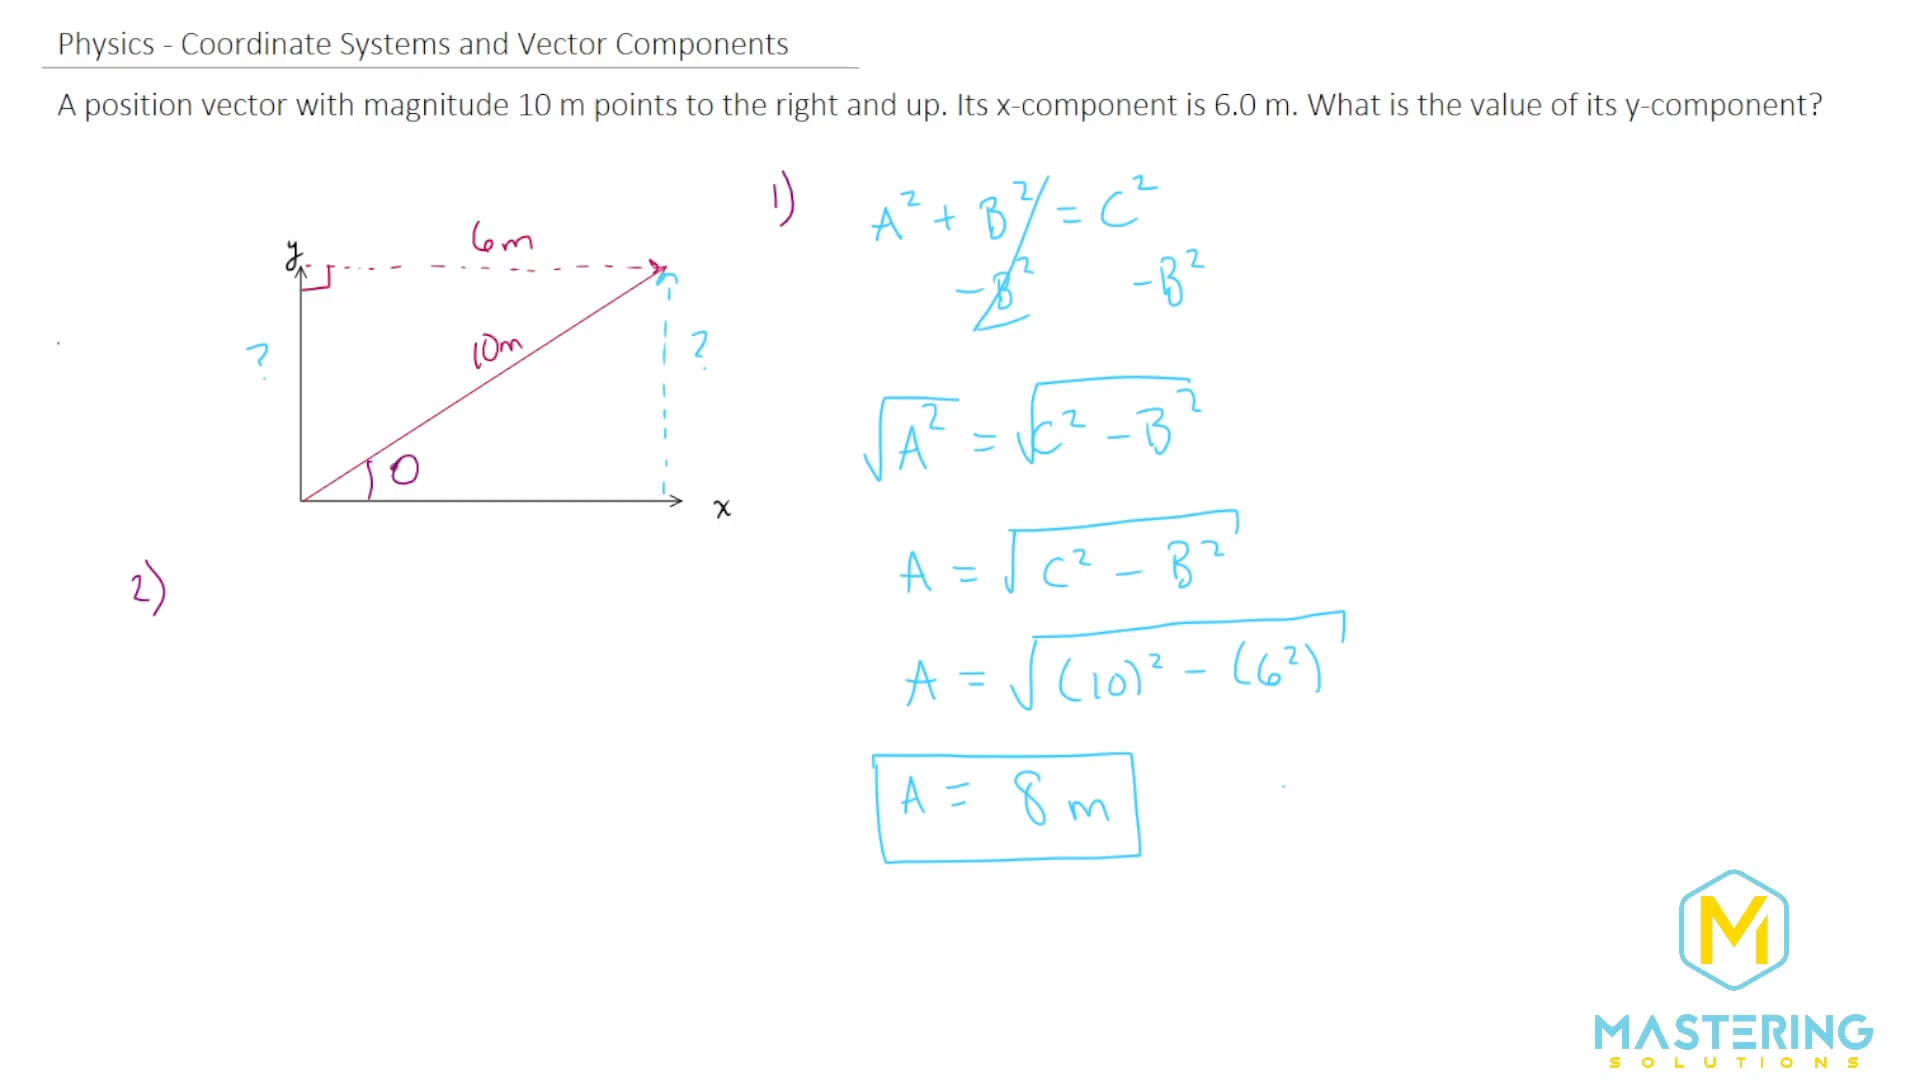 Physics - Coordinate Systems and Vector Components
A position vector with magnitude 10 m points to the right and up. Its x-component is 6.0 m. What is the value of its y-component?
y
6m
10m
?
?
θ
x
1)
A² + B² = C²
-B² -B²
√A² = √C² - B²
A = √C² - B²
A = √(10)² - (6²)
A = 8 m
2)
M
MASTERING
SOLUTIONS